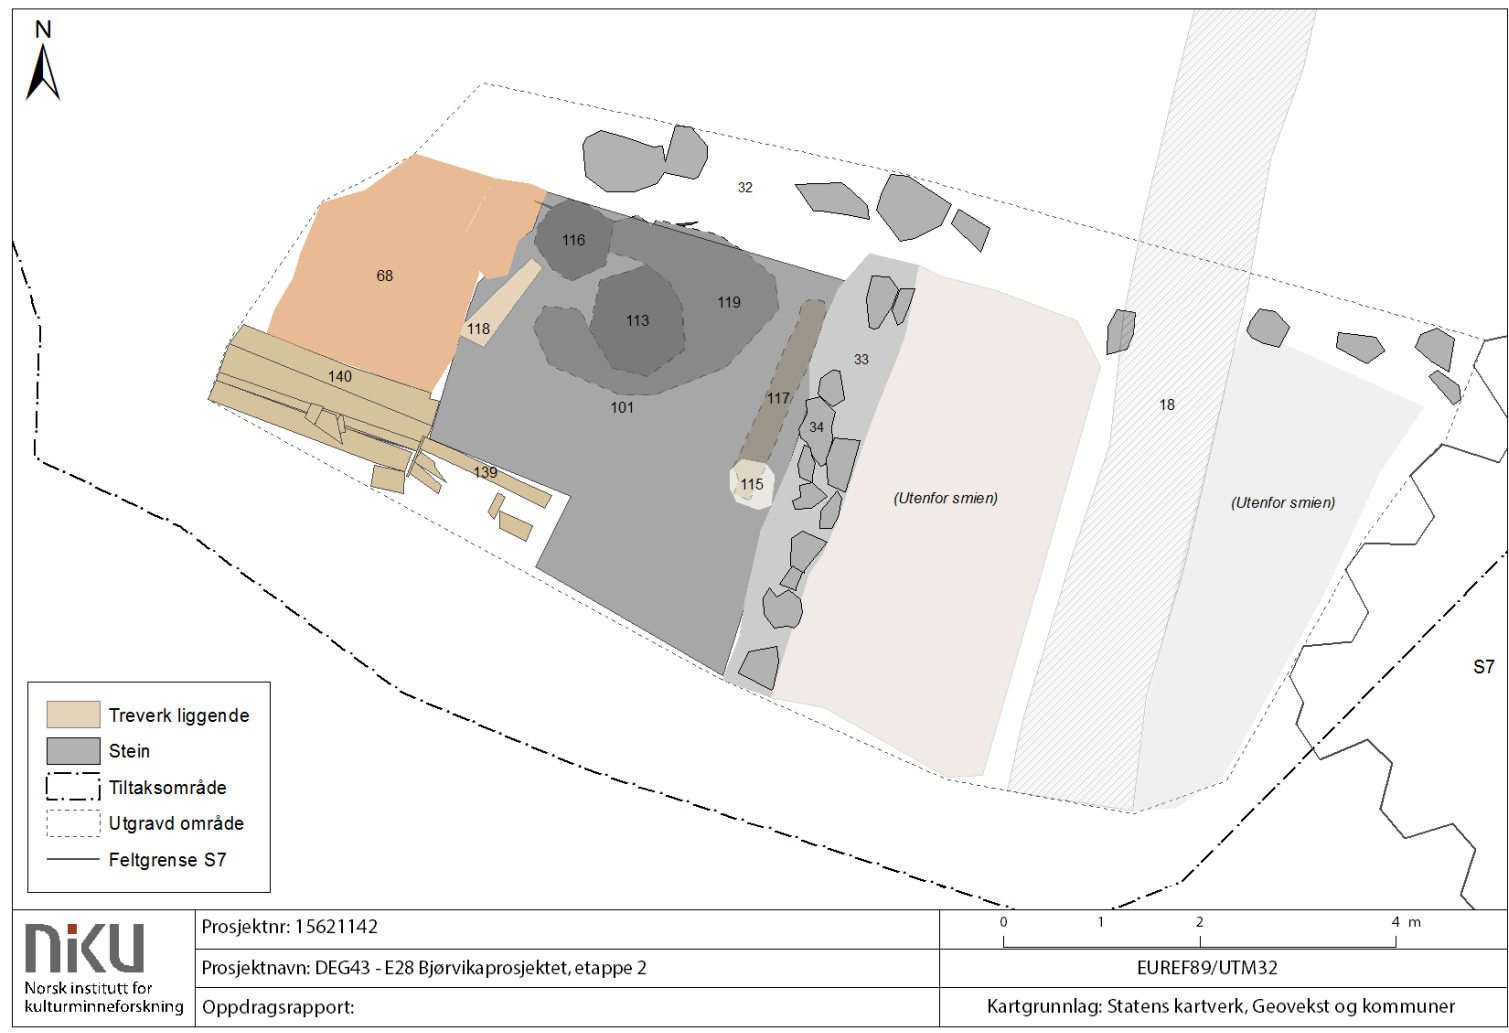 N
32
116
68
119
118
113
33
140
117
101
18
34
139
115
(Utenfor smien)
(Utenfor smien)
S7
Treverk liggende
Stein
Tiltaksområde
Utgravd område
Feltgrense S7
niku
Norsk institutt for
kulturminneforskning
Prosjektnr: 15621142
Prosjektnavn: DEG43 - E28 Bjørvikaprosjektet, etappe 2
Oppdragsrapport:
0 1 2 4 m
EUREF89/UTM32
Kartgrunnlag: Statens kartverk, Geovekst og kommuner